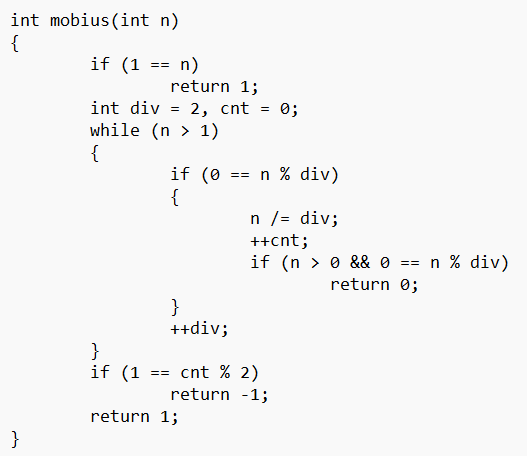 int mobius(int n)
{
        if (1 == n)
                return 1;
        int div = 2, cnt = 0;
        while (n > 1)
        {
                if (0 == n % div)
                {
                        n /= div;
                        ++cnt;
                        if (n > 0 && 0 == n % div)
                                return 0;
                }
                ++div;
        }
        if (1 == cnt % 2)
                return -1;
        return 1;
}